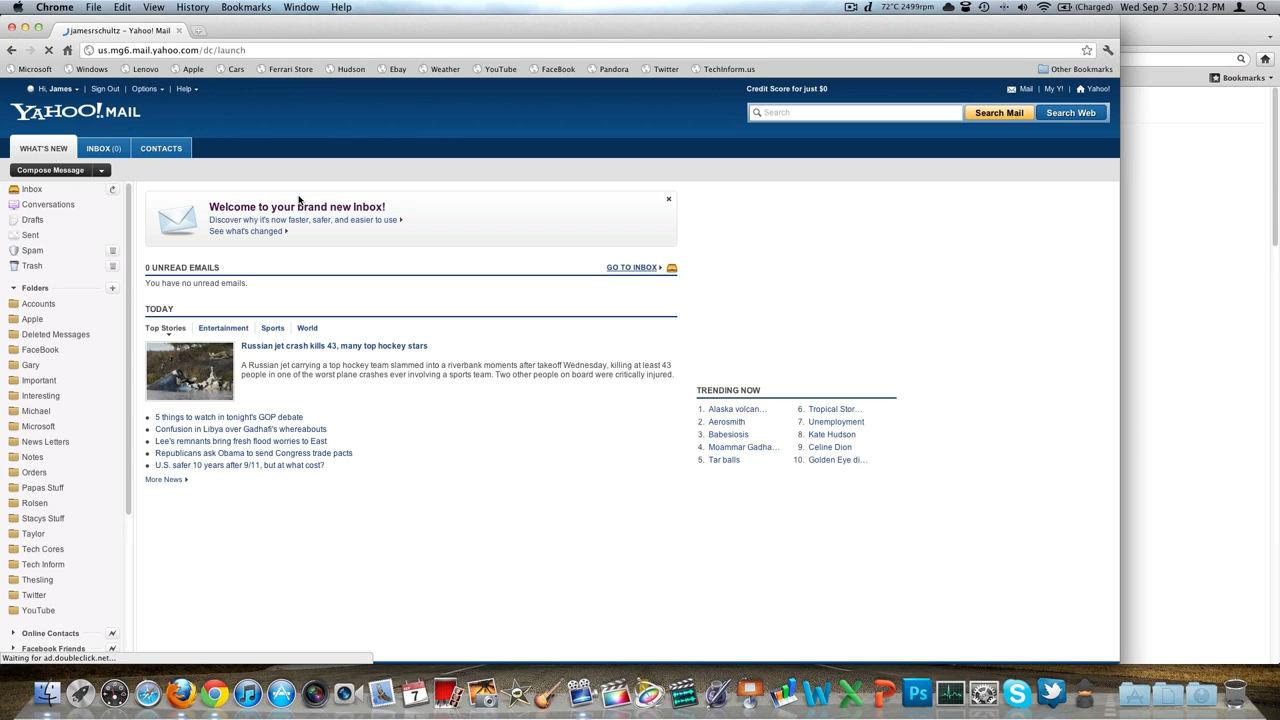 Chrome File Edit View History Bookmarks Window Help 72°C 2499rpm (Charged) Wed Sep 7 3:50:12 PM
jamesrschultz – Yahoo! Mail
us.mg6.mail.yahoo.com/dc/launch
Microsoft Windows Lenovo Apple Cars Ferrari Store Hudson Ebay Weather YouTube FaceBook Pandora Twitter TechInform.us Other Bookmarks
Bookmarks
Hi, James Sign Out Options Help Credit Score for just $0 Mail My Y! Yahoo!
YAHOO! MAIL
Search Search Mail Search Web
WHAT'S NEW INBOX (0) CONTACTS
Compose Message
Inbox
Conversations
Drafts
Sent
Spam
Trash
Folders
Accounts
Apple
Deleted Messages
FaceBook
Gary
Important
Interesting
Michael
Microsoft
News Letters
Notes
Orders
Papas Stuff
Rolsen
Stacys Stuff
Taylor
Tech Cores
Tech Inform
Thesling
Twitter
YouTube
Online Contacts
Facebook Friends
Waiting for ad.doubleclick.net...
Welcome to your brand new Inbox!
Discover why it's now faster, safer, and easier to use
See what's changed
0 UNREAD EMAILS GO TO INBOX
You have no unread emails.
TODAY
Top Stories Entertainment Sports World
Russian jet crash kills 43, many top hockey stars
A Russian jet carrying a top hockey team slammed into a riverbank moments after takeoff Wednesday, killing at least 43
people in one of the worst plane crashes ever involving a sports team. Two other people on board were critically injured.
5 things to watch in tonight's GOP debate
Confusion in Libya over Gadhafi's whereabouts
Lee's remnants bring fresh flood worries to East
Republicans ask Obama to send Congress trade pacts
U.S. safer 10 years after 9/11, but at what cost?
More News
TRENDING NOW
1. Alaska volcan...
2. Aerosmith
3. Babesiosis
4. Moammar Gadha...
5. Tar balls
6. Tropical Stor...
7. Unemployment
8. Kate Hudson
9. Celine Dion
10. Golden Eye di...
7
Ps